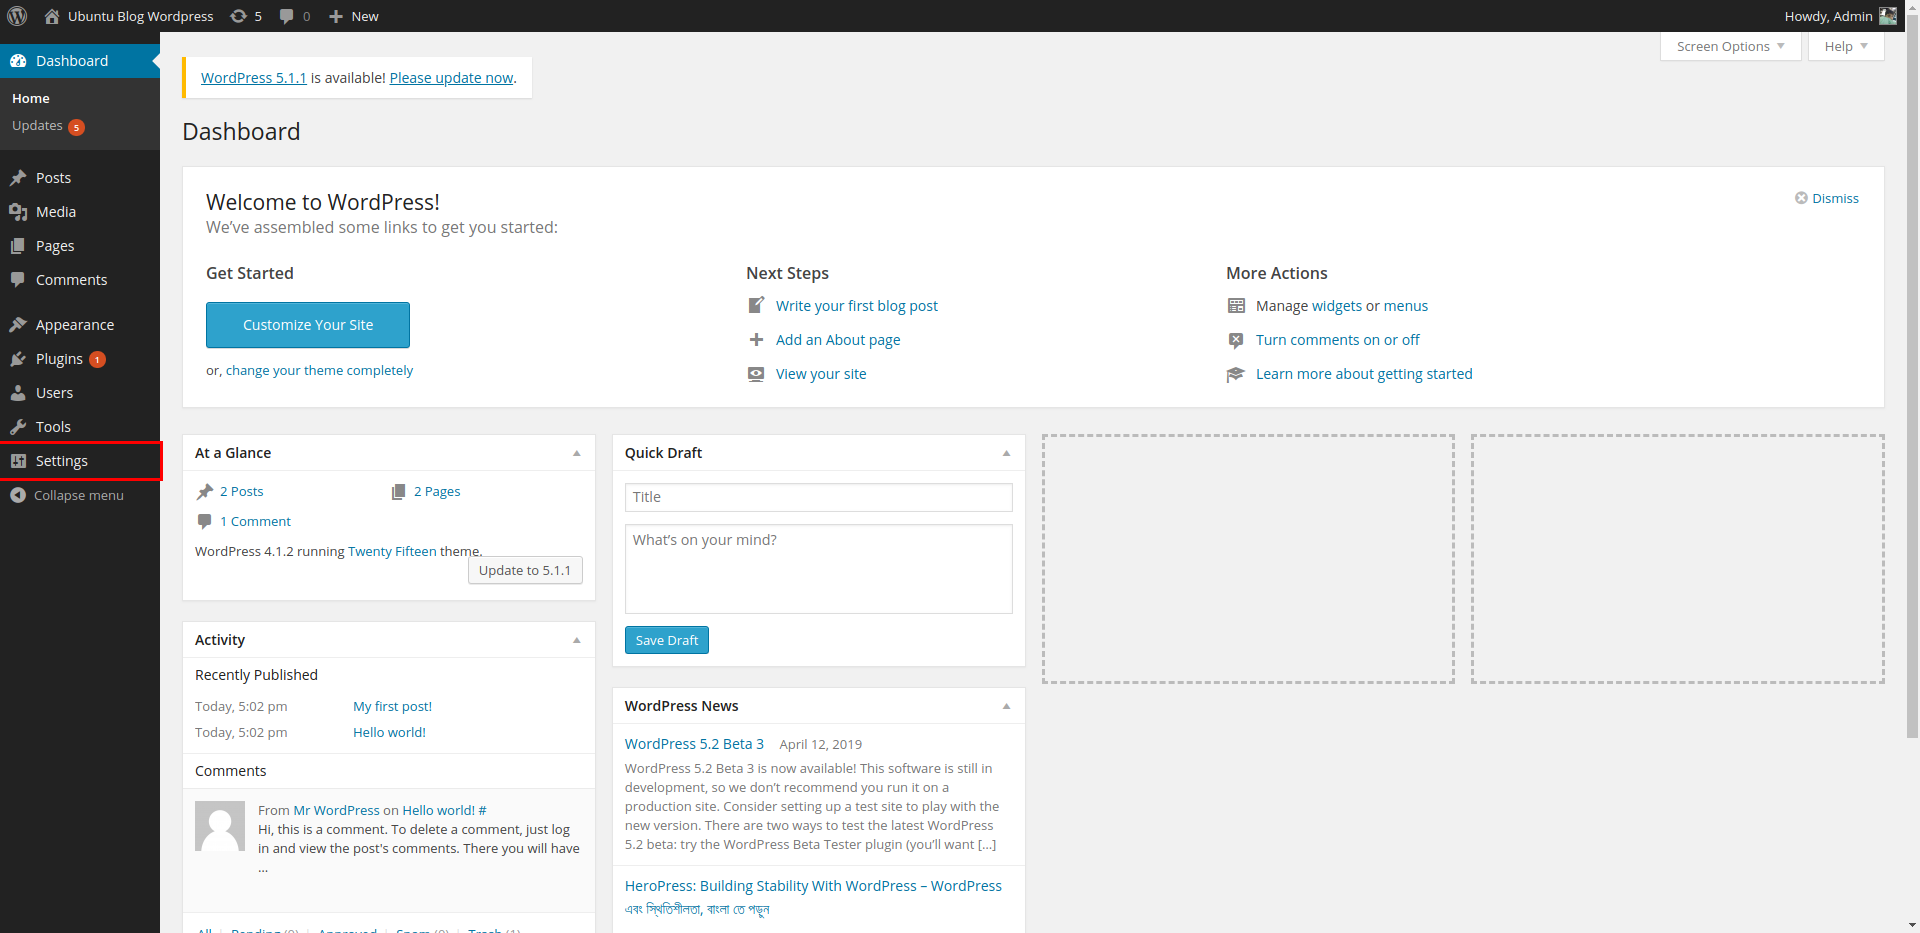 Ubuntu Blog Wordpress 5 0 New
Howdy, Admin
Dashboard
Home
Updates 5
Posts
Media
Pages
Comments
Appearance
Plugins 1
Users
Tools
Settings
Collapse menu
Screen Options Help
WordPress 5.1.1 is available! Please update now.
Dashboard
Welcome to WordPress!
We've assembled some links to get you started:
Dismiss
Get Started
Customize Your Site
or, change your theme completely
Next Steps
Write your first blog post
Add an About page
View your site
More Actions
Manage widgets or menus
Turn comments on or off
Learn more about getting started
At a Glance
2 Posts 2 Pages
1 Comment
WordPress 4.1.2 running Twenty Fifteen theme.
Update to 5.1.1
Activity
Recently Published
Today, 5:02 pm My first post!
Today, 5:02 pm Hello world!
Comments
From Mr WordPress on Hello world! #
Hi, this is a comment. To delete a comment, just log
in and view the post's comments. There you will have
...
All | Pending (0) | Approved | Spam (0) | Trash (1)
Quick Draft
Title
What's on your mind?
Save Draft
WordPress News
WordPress 5.2 Beta 3 April 12, 2019
WordPress 5.2 Beta 3 is now available! This software is still in
development, so we don't recommend you run it on a
production site. Consider setting up a test site to play with the
new version. There are two ways to test the latest WordPress
5.2 beta: try the WordPress Beta Tester plugin (you'll want [...]
HeroPress: Building Stability With WordPress – WordPress
এবং স্থিতিশীলতা, বাংলা তে পড়ুন